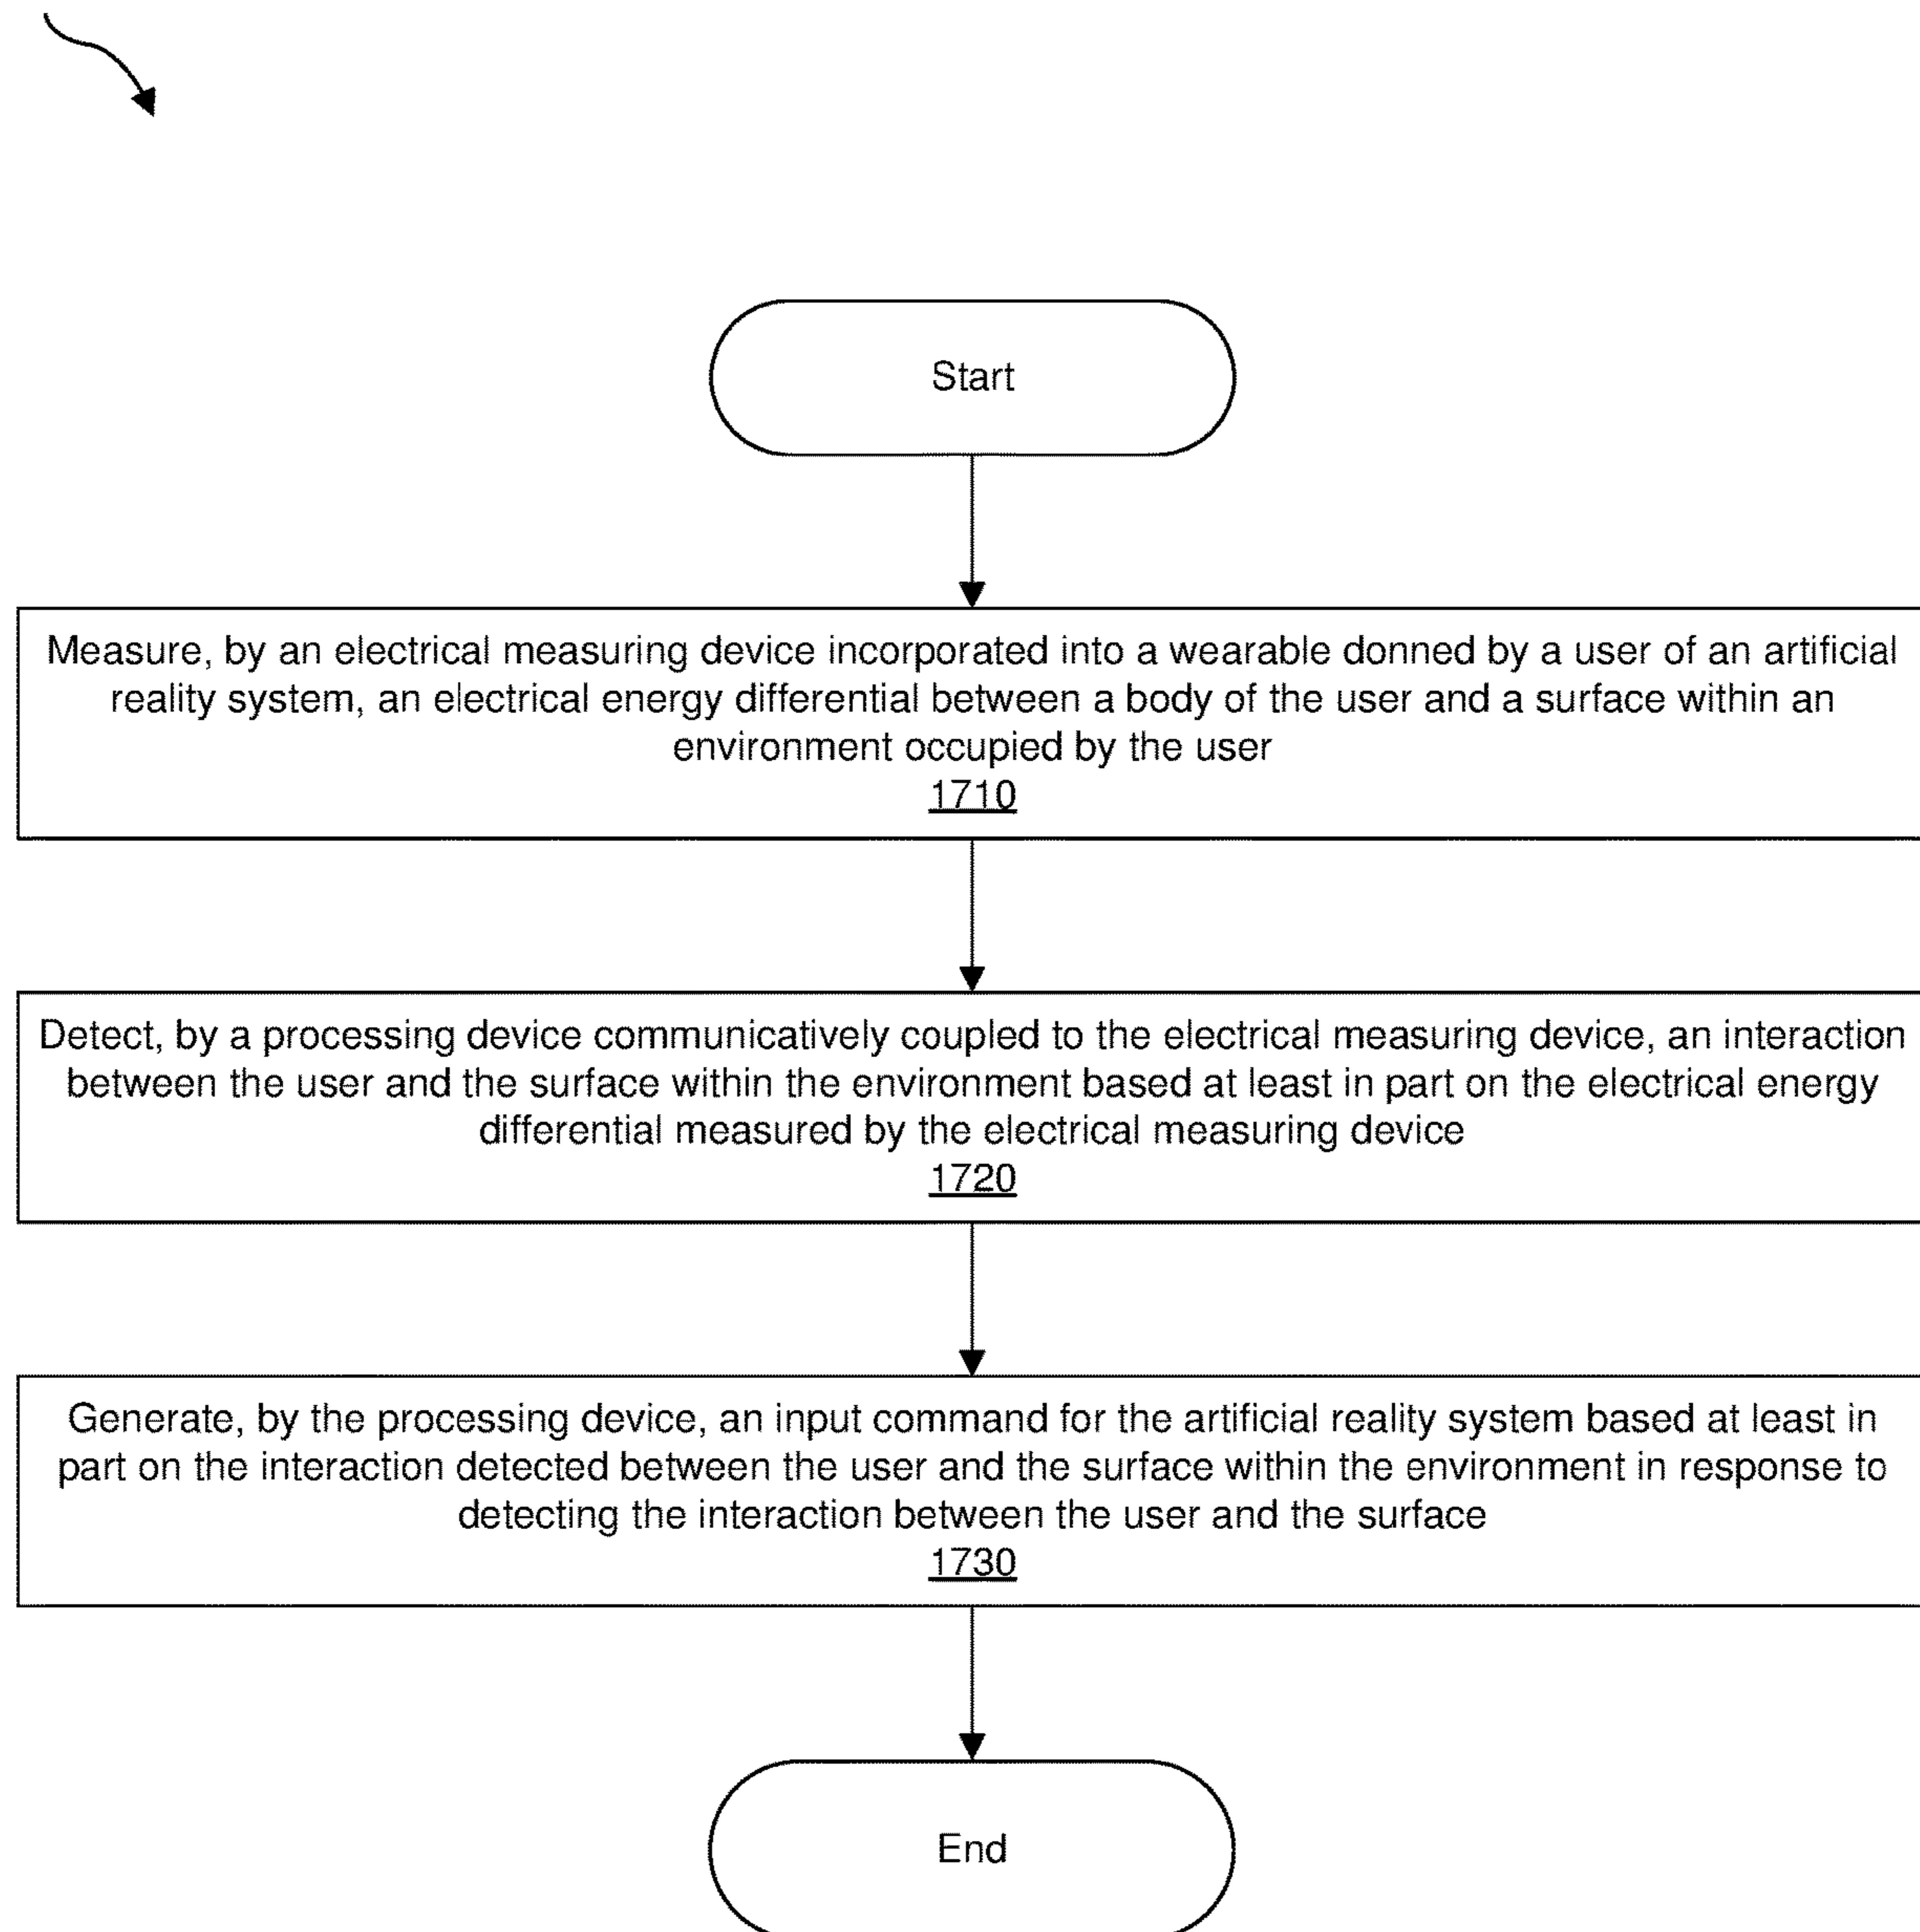 Start
Measure, by an electrical measuring device incorporated into a wearable donned by a user of an artificial
reality system, an electrical energy differential between a body of the user and a surface within an
environment occupied by the user
1710
Detect, by a processing device communicatively coupled to the electrical measuring device, an interaction
between the user and the surface within the environment based at least in part on the electrical energy
differential measured by the electrical measuring device
1720
Generate, by the processing device, an input command for the artificial reality system based at least in
part on the interaction detected between the user and the surface within the environment in response to
detecting the interaction between the user and the surface
1730
End